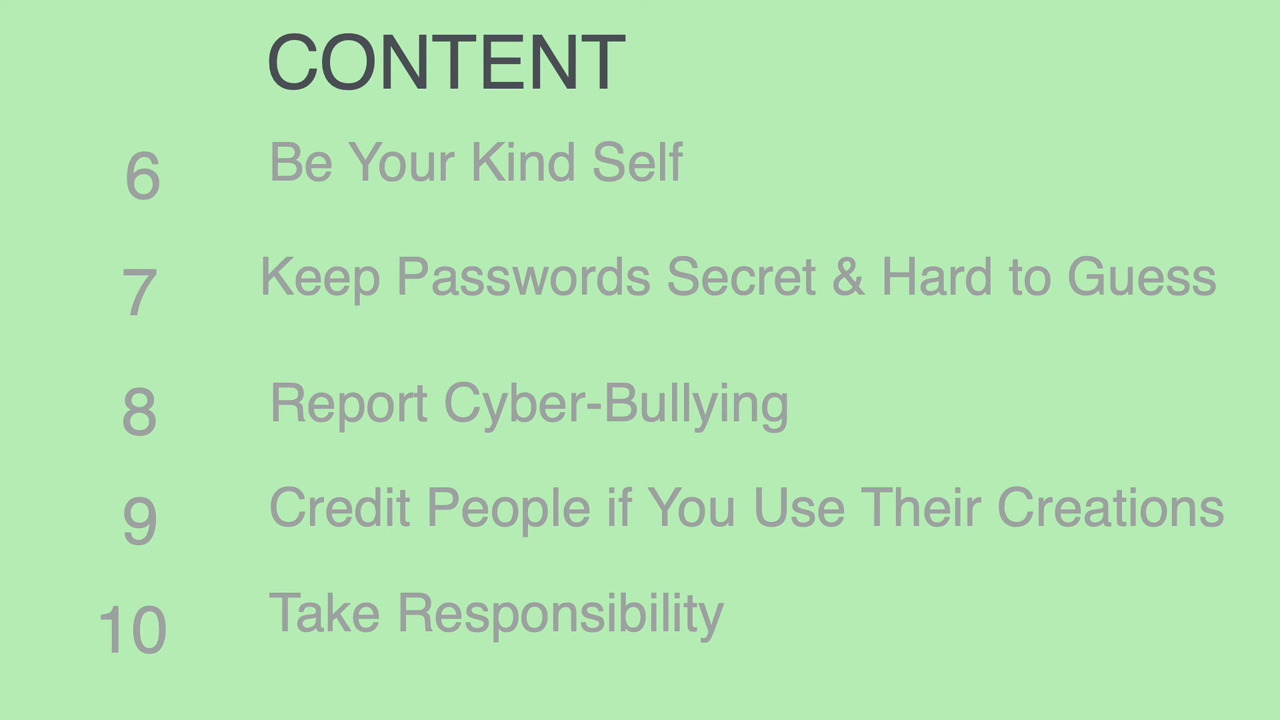 CONTENT
6 Be Your Kind Self
7 Keep Passwords Secret & Hard to Guess
8 Report Cyber-Bullying
9 Credit People if You Use Their Creations
10 Take Responsibility